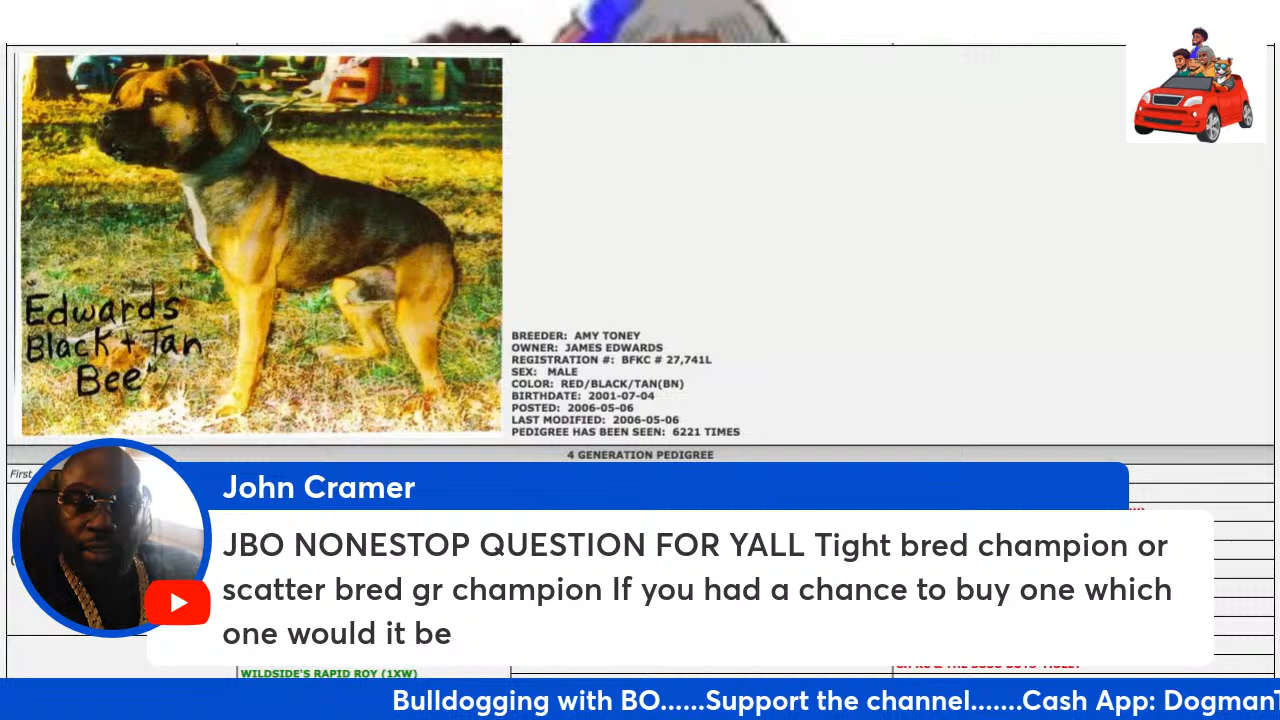 "Edwards'
Black + Tan
Bee"
BREEDER: AMY TONEY
OWNER: JAMES EDWARDS
REGISTRATION #: BFKC # 27,741L
SEX: MALE
COLOR: RED/BLACK/TAN(BN)
BIRTHDATE: 2001-07-04
POSTED: 2006-05-06
LAST MODIFIED: 2006-05-06
PEDIGREE HAS BEEN SEEN: 6221 TIMES
4 GENERATION PEDIGREE
First
John Cramer
JBO NONESTOP QUESTION FOR YALL Tight bred champion or
scatter bred gr champion If you had a chance to buy one which
one would it be
WILDSIDE'S RAPID ROY (1XW)
Bulldogging with BO......Support the channel.......Cash App: DogmanT